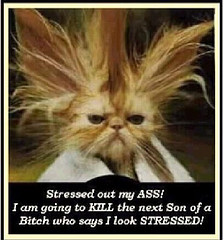 Stressed out my ASS!
I am going to KILL the next Son of a
Bitch who says I look STRESSED!